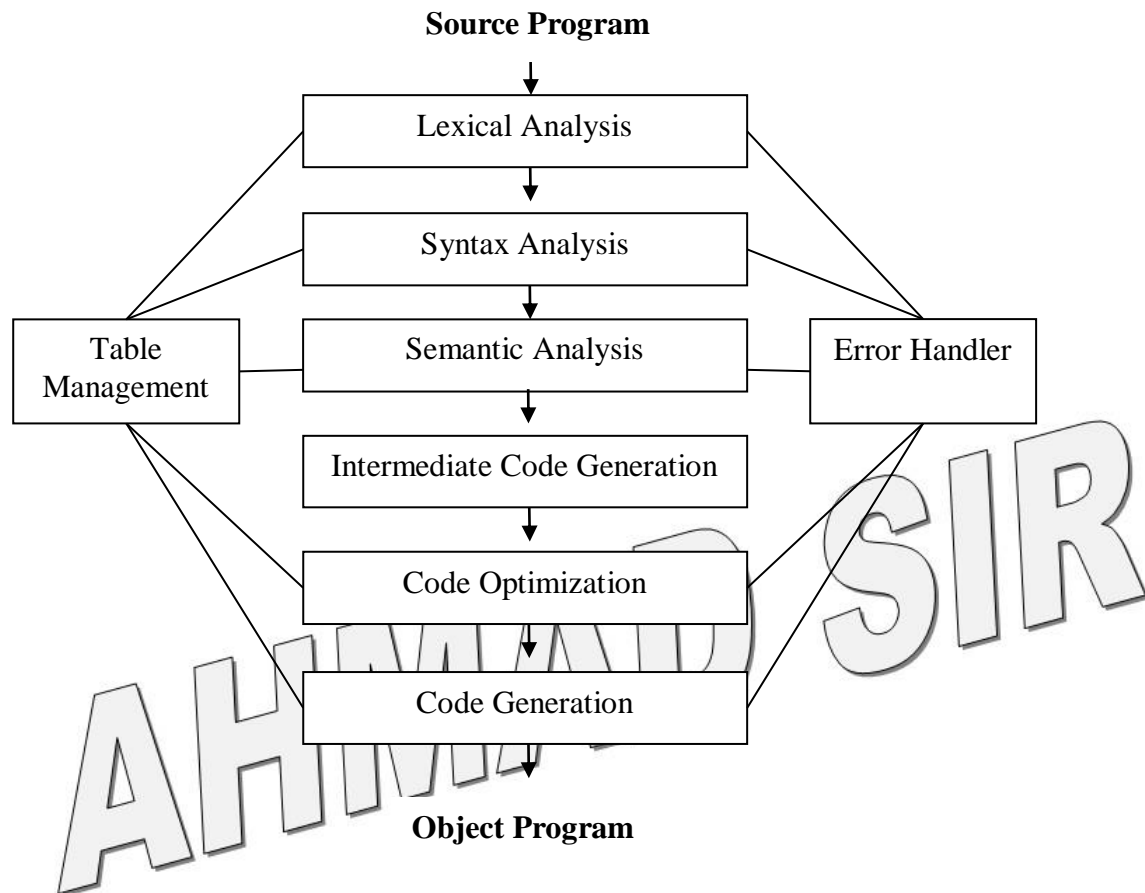 Source Program
Lexical Analysis
Syntax Analysis
Table
Management
Semantic Analysis
Error Handler
Intermediate Code Generation
Code Optimization
Code Generation
Object Program
AHMAD SIR